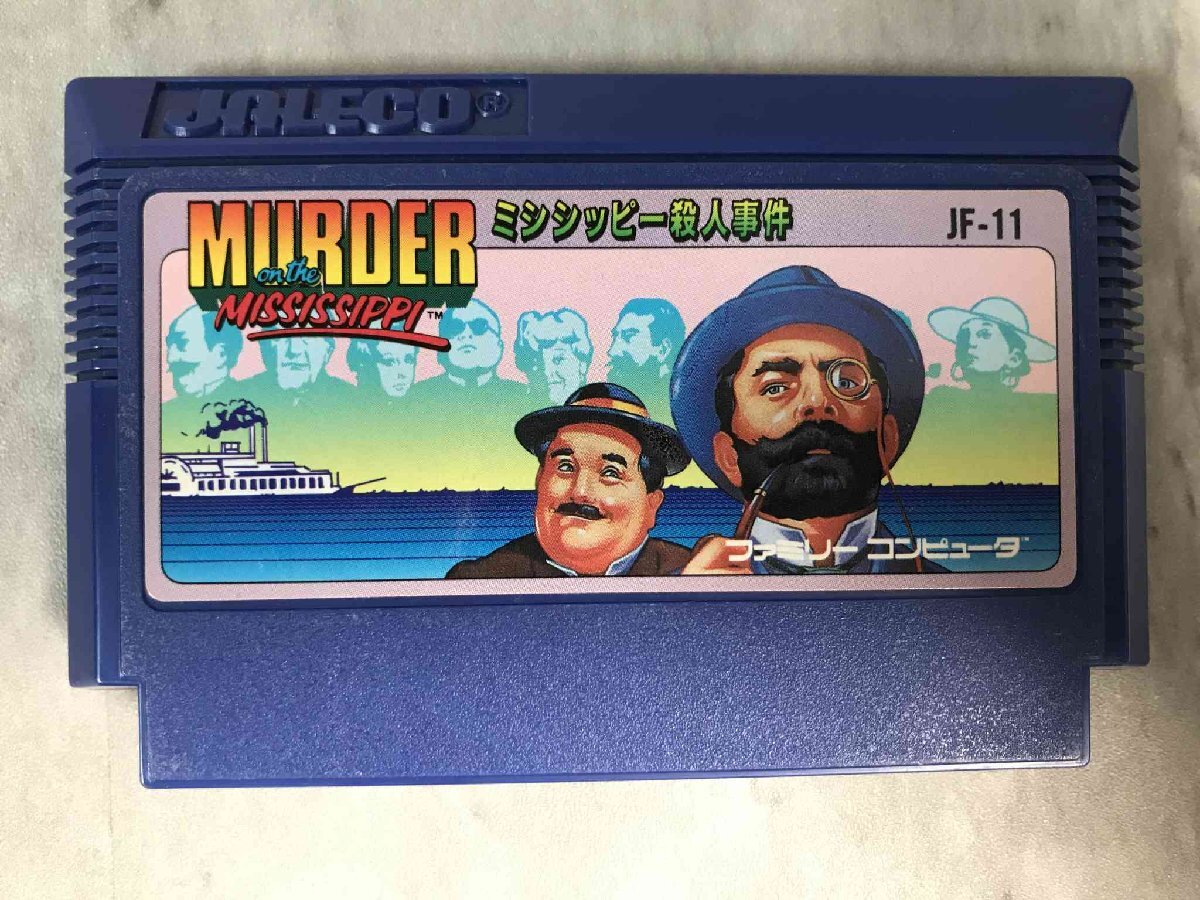 JALECO®
MURDER
on the
MISSISSIPPI™
ミシシッピー殺人事件
JF-11
ファミリー コンピュータ™